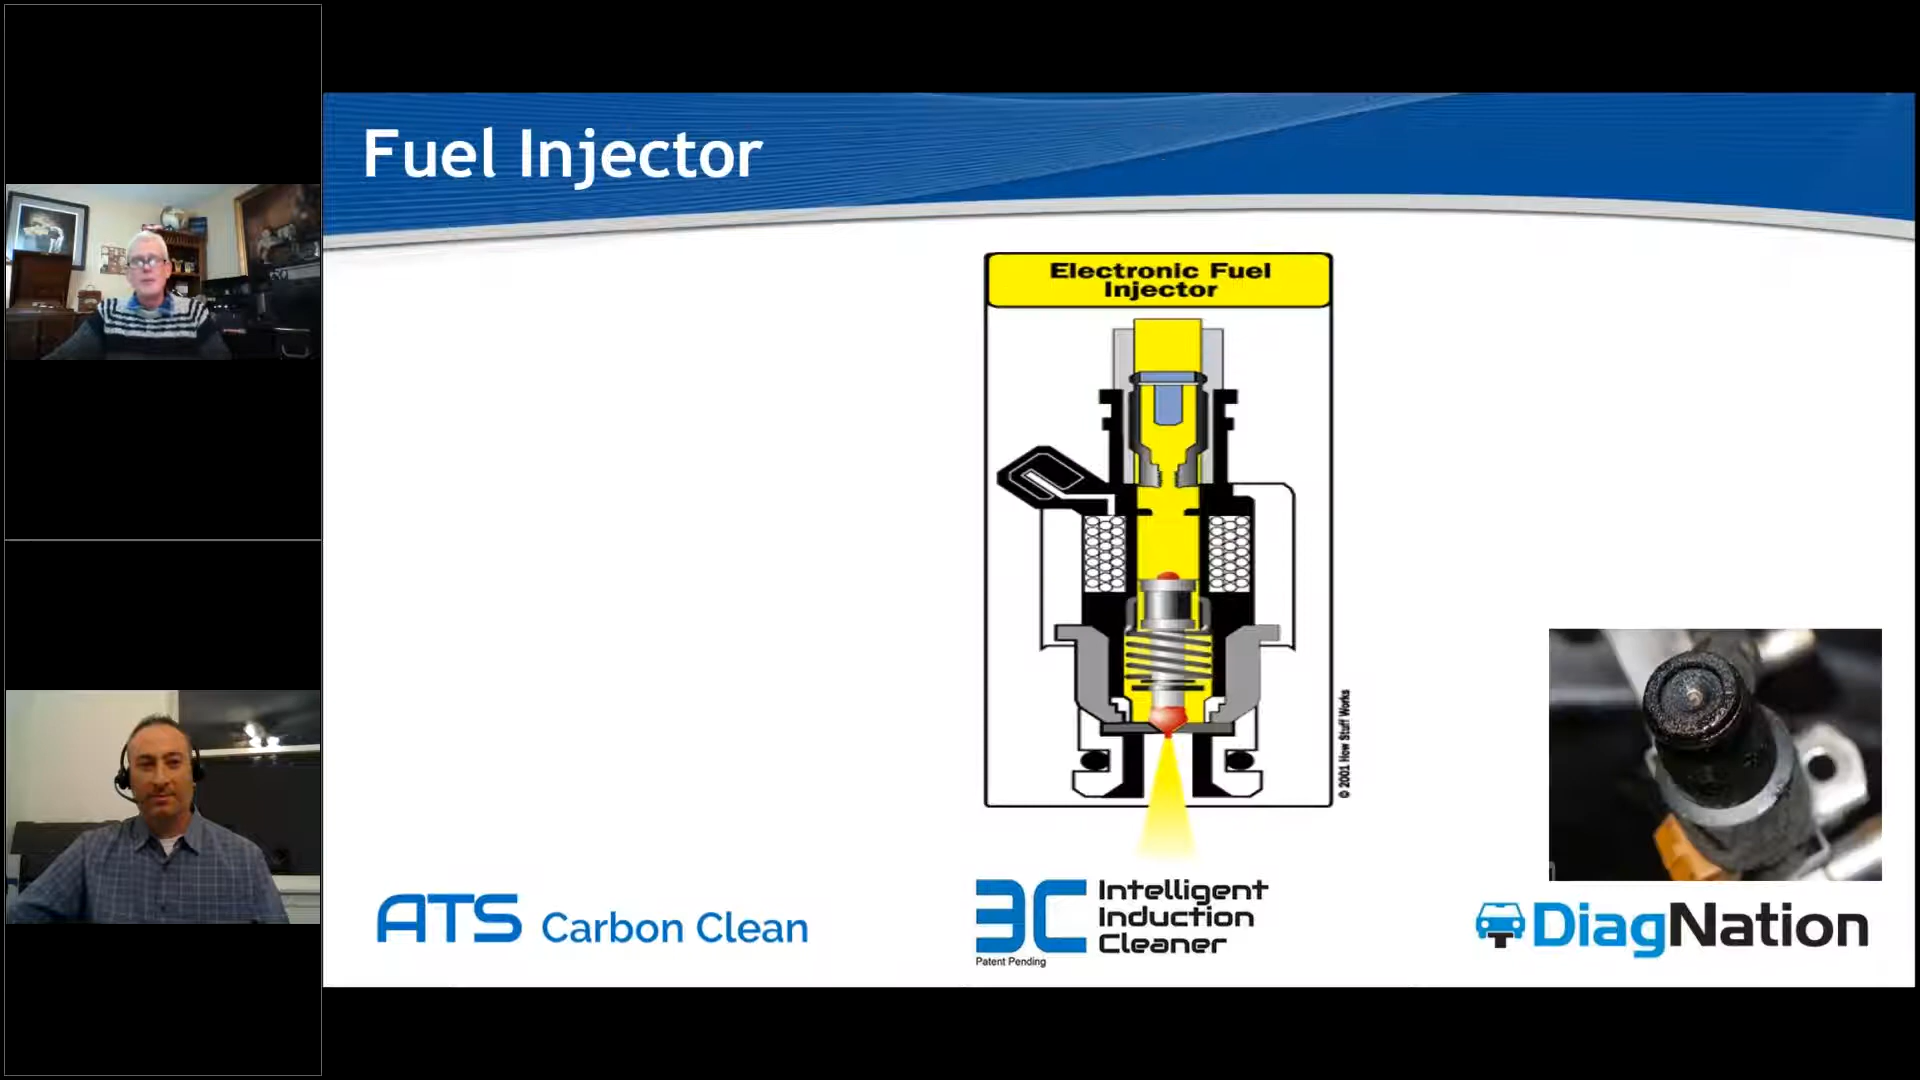 Fuel Injector
Electronic Fuel
Injector
© 2001 How Stuff Works
ATS Carbon Clean
3C
Intelligent
Induction
Cleaner
Patent Pending
DiagNation